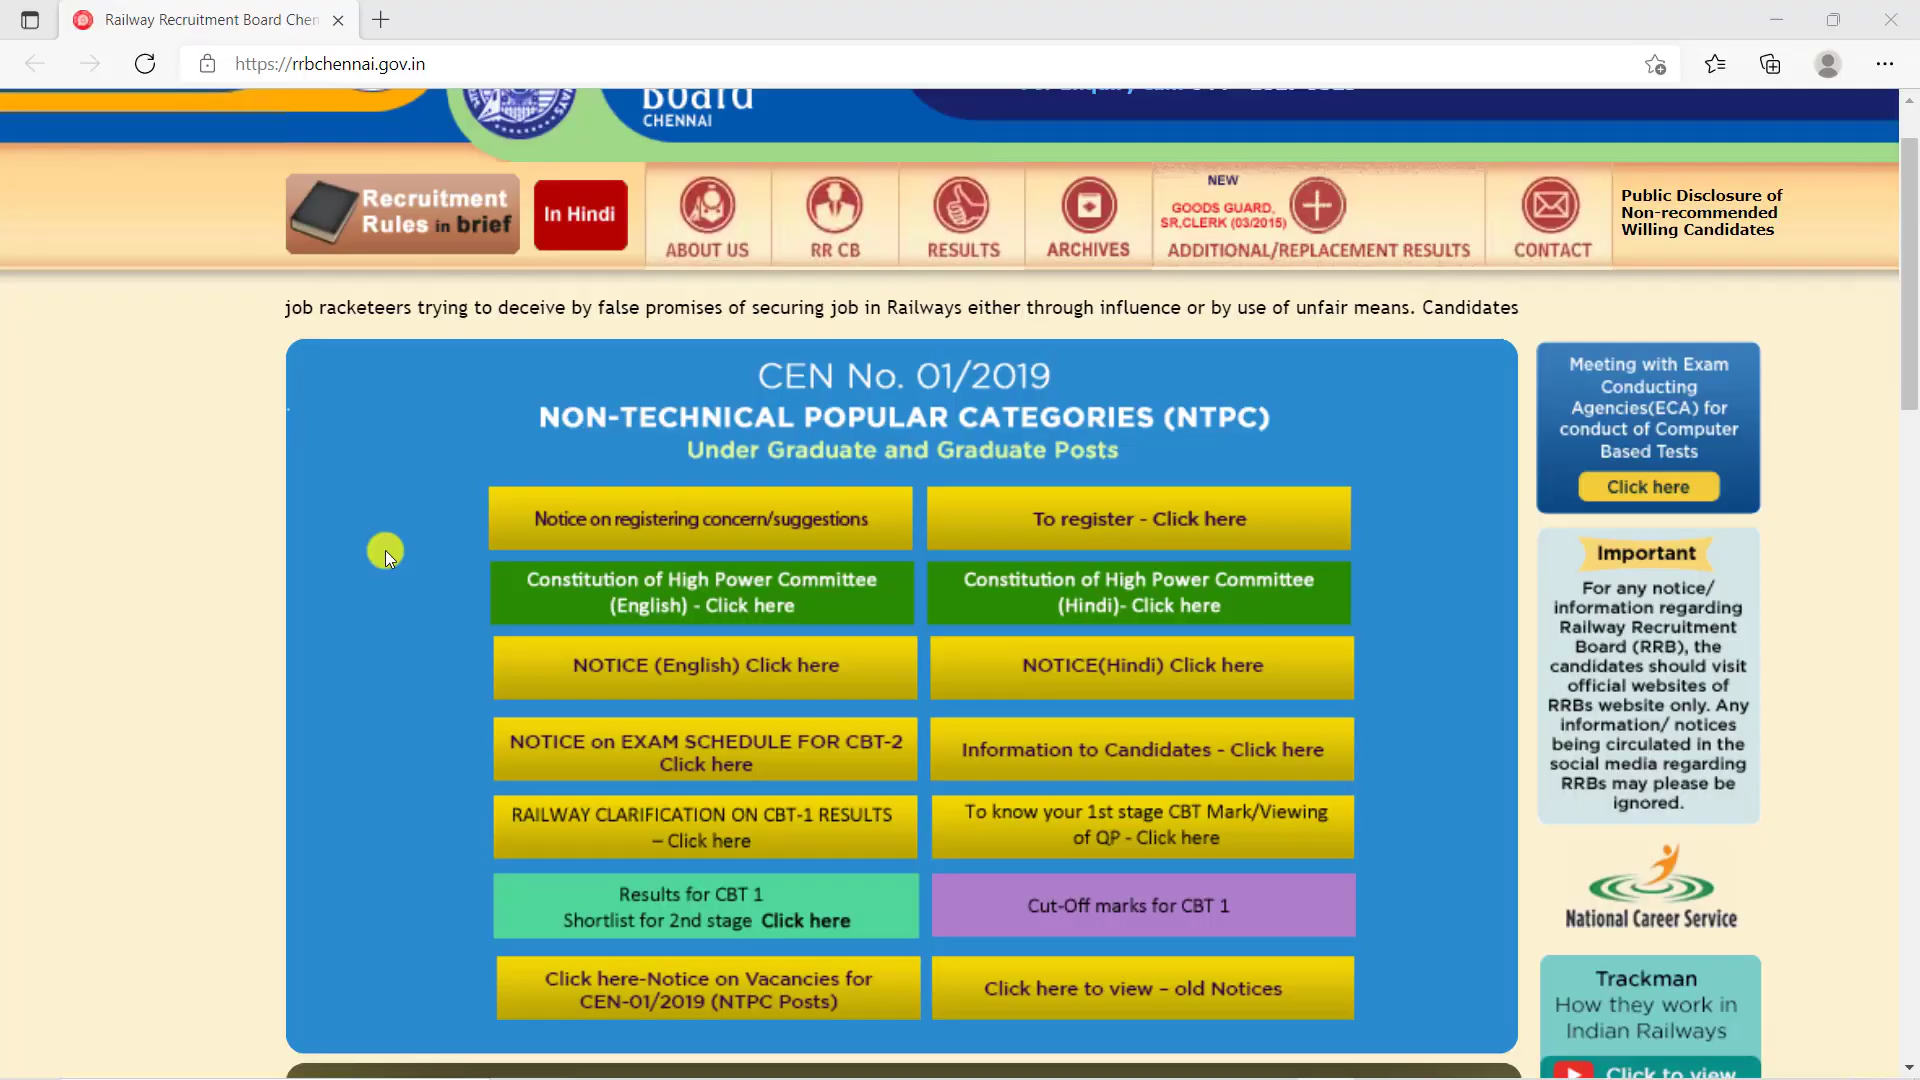 Railway Recruitment Board Chen
https://rrbchennai.gov.in
Board
CHENNAI
Recruitment
Rules in brief
In Hindi
ABOUT US
RR CB
RESULTS
ARCHIVES
NEW
GOODS GUARD,
SR,CLERK (03/2015)
ADDITIONAL/REPLACEMENT RESULTS
CONTACT
Public Disclosure of
Non-recommended
Willing Candidates
job racketeers trying to deceive by false promises of securing job in Railways either through influence or by use of unfair means. Candidates
CEN No. 01/2019
NON-TECHNICAL POPULAR CATEGORIES (NTPC)
Under Graduate and Graduate Posts
Notice on registering concern/suggestions
To register - Click here
Constitution of High Power Committee
(English) - Click here
Constitution of High Power Committee
(Hindi)- Click here
NOTICE (English) Click here
NOTICE(Hindi) Click here
NOTICE on EXAM SCHEDULE FOR CBT-2
Click here
Information to Candidates - Click here
RAILWAY CLARIFICATION ON CBT-1 RESULTS
– Click here
To know your 1st stage CBT Mark/Viewing
of QP - Click here
Results for CBT 1
Shortlist for 2nd stage Click here
Cut-Off marks for CBT 1
Click here-Notice on Vacancies for
CEN-01/2019 (NTPC Posts)
Click here to view – old Notices
Meeting with Exam
Conducting
Agencies(ECA) for
conduct of Computer
Based Tests
Click here
Important
For any notice/
information regarding
Railway Recruitment
Board (RRB), the
candidates should visit
official websites of
RRBs website only. Any
information/ notices
being circulated in the
social media regarding
RRBs may please be
ignored.
National Career Service
Trackman
How they work in
Indian Railways
Click to view